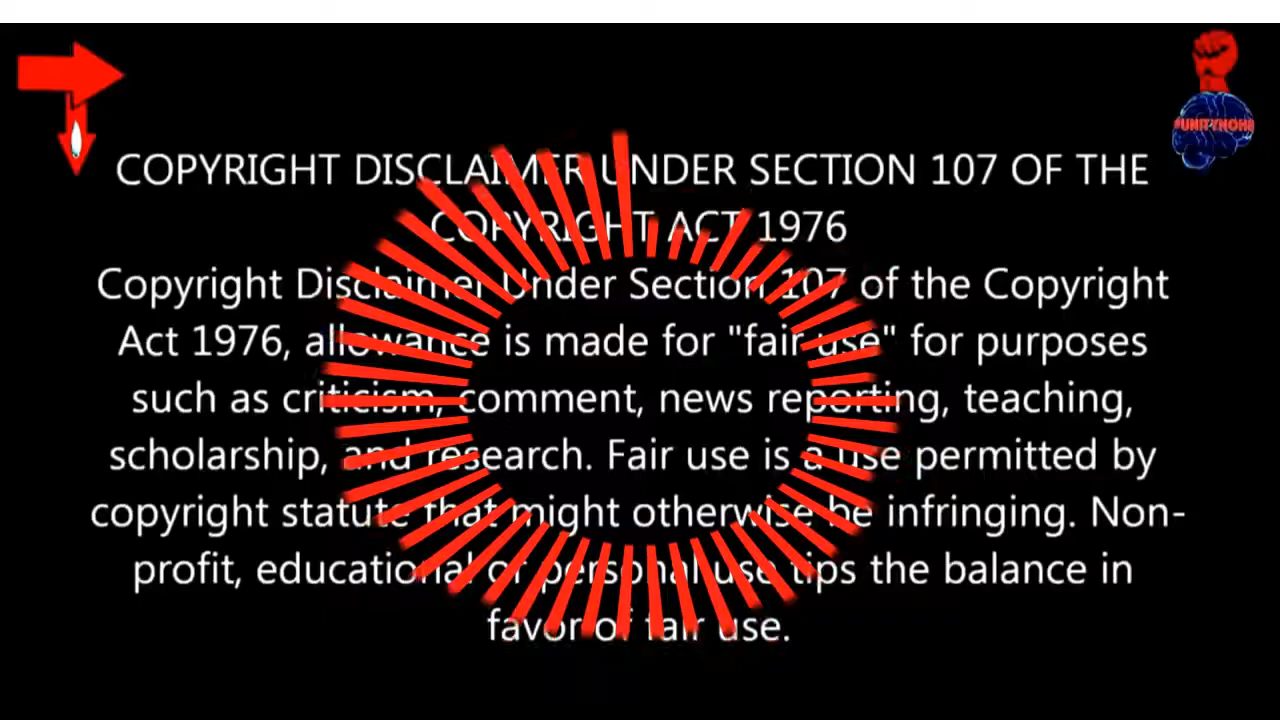 COPYRIGHT DISCLAIMER UNDER SECTION 107 OF THE
COPYRIGHT ACT 1976
Copyright Disclaimer Under Section 107 of the Copyright
Act 1976, allowance is made for "fair use" for purposes
such as criticism, comment, news reporting, teaching,
scholarship, and research. Fair use is a use permitted by
copyright statute that might otherwise be infringing. Non-
profit, educational or personal use tips the balance in
favor of fair use.